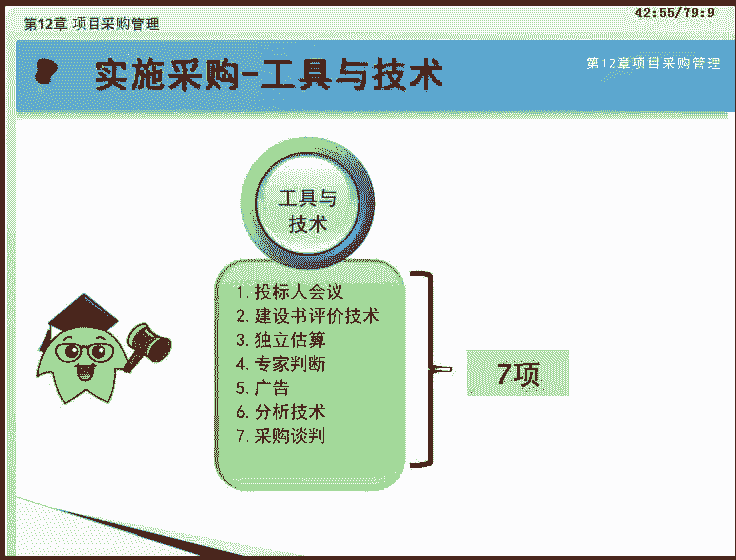 42:55/79:9
第12章 项目采购管理
实施采购-工具与技术
第12章项目采购管理
工具与
技术
1. 投标人会议
2. 建设书评价技术
3. 独立估算
4. 专家判断
5. 广告
6. 分析技术
7. 采购谈判
7项